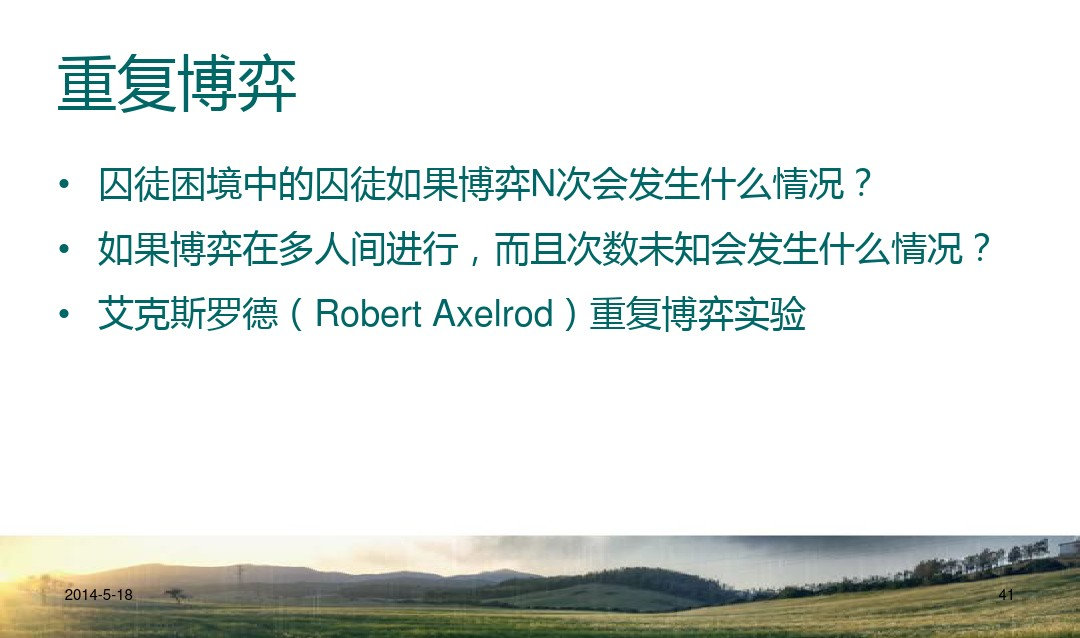 重复博弈
• 囚徒困境中的囚徒如果博弈N次会发生什么情况？
• 如果博弈在多人间进行，而且次数未知会发生什么情况？
• 艾克斯罗德（Robert Axelrod）重复博弈实验
2014-5-18
41